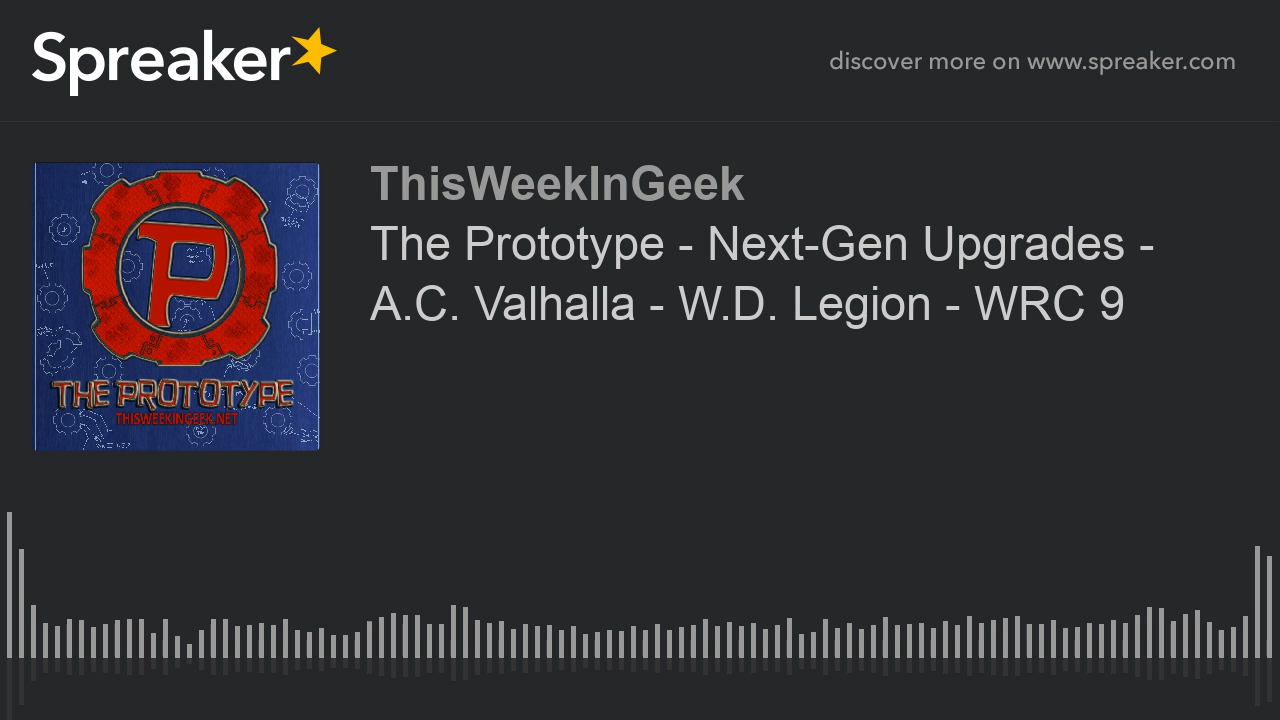 Spreaker
discover more on www.spreaker.com
ThisWeekInGeek
The Prototype - Next-Gen Upgrades -
A.C. Valhalla - W.D. Legion - WRC 9
P
THE PROTOTYPE
THISWEEKINGEEK.NET